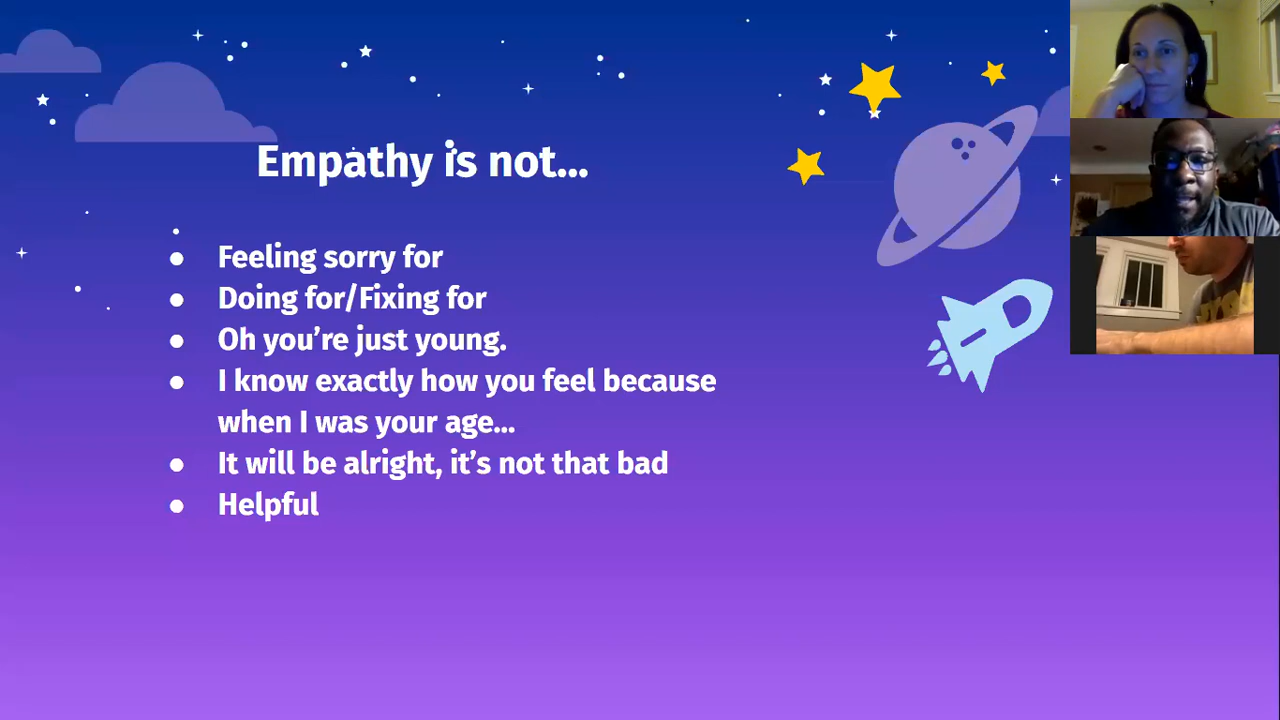 Empathy is not...
● Feeling sorry for
● Doing for/Fixing for
● Oh you’re just young.
● I know exactly how you feel because
when I was your age...
● It will be alright, it’s not that bad
● Helpful